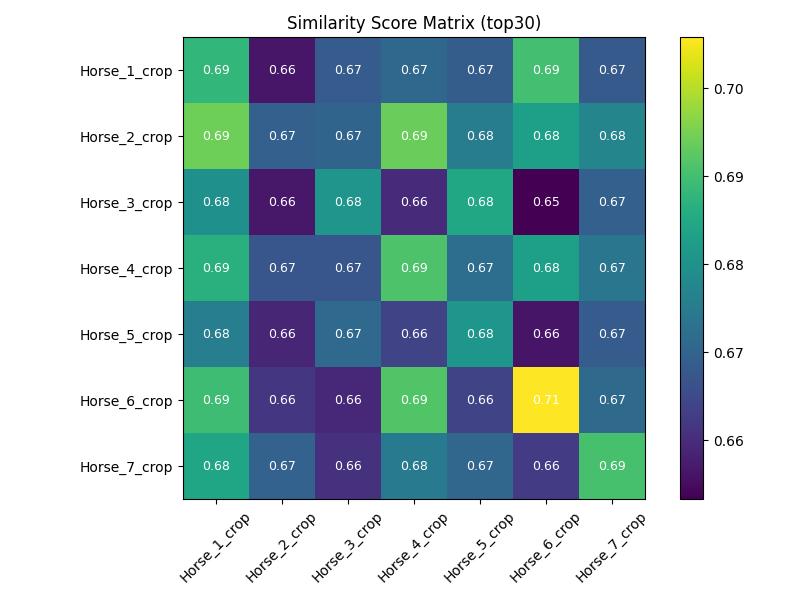 Similarity Score Matrix (top30)
Horse_1_crop 0.69 0.66 0.67 0.67 0.67 0.69 0.67
Horse_2_crop 0.69 0.67 0.67 0.69 0.68 0.68 0.68
Horse_3_crop 0.68 0.66 0.68 0.66 0.68 0.65 0.67
Horse_4_crop 0.69 0.67 0.67 0.69 0.67 0.68 0.67
Horse_5_crop 0.68 0.66 0.67 0.66 0.68 0.66 0.67
Horse_6_crop 0.69 0.66 0.66 0.69 0.66 0.71 0.67
Horse_7_crop 0.68 0.67 0.66 0.68 0.67 0.66 0.69
Horse_1_crop Horse_2_crop Horse_3_crop Horse_4_crop Horse_5_crop Horse_6_crop Horse_7_crop
0.70
0.69
0.68
0.67
0.66